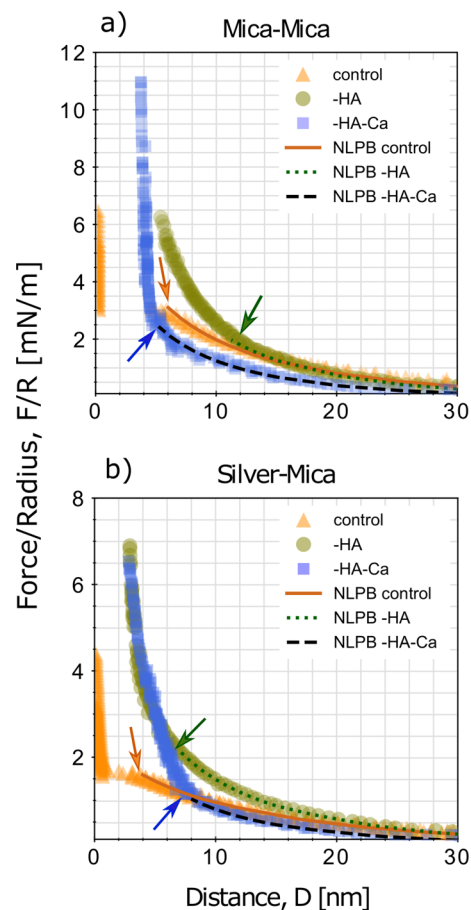 a)
Mica-Mica
12
10
8
6
4
2
0
10
20
30
control
-HA
-HA-Ca
NLPB control
NLPB -HA
NLPB -HA-Ca
Force/Radius, F/R [mN/m]
b)
Silver-Mica
8
6
4
2
0
10
20
30
control
-HA
-HA-Ca
NLPB control
NLPB -HA
NLPB -HA-Ca
Distance, D [nm]